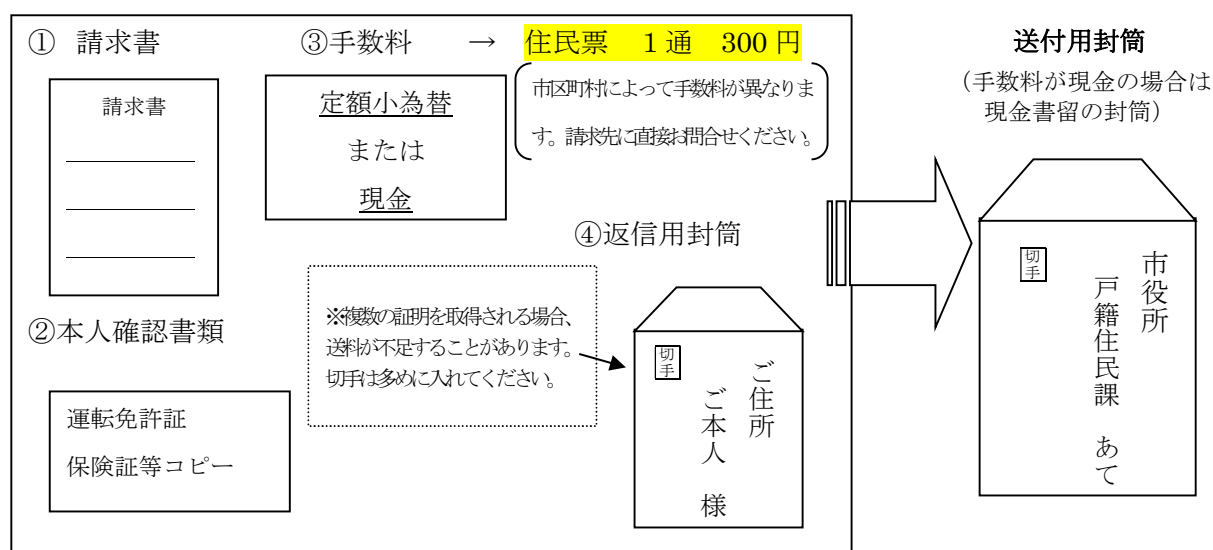 ① 請求書
請求書
②本人確認書類
運転免許証
保険証等コピー
③手数料 → 住民票 1通 300円
定額小為替
または
現金
市区町村によって手数料が異なりま
す。請求先に直接お問合せください。
④返信用封筒
※複数の証明を取得される場合、
送料が不足することがあります。
切手は多めに入れてください。
切手
ご住所
ご本人 様
送付用封筒
（手数料が現金の場合は
現金書留の封筒）
切手
市役所
戸籍住民課 あて